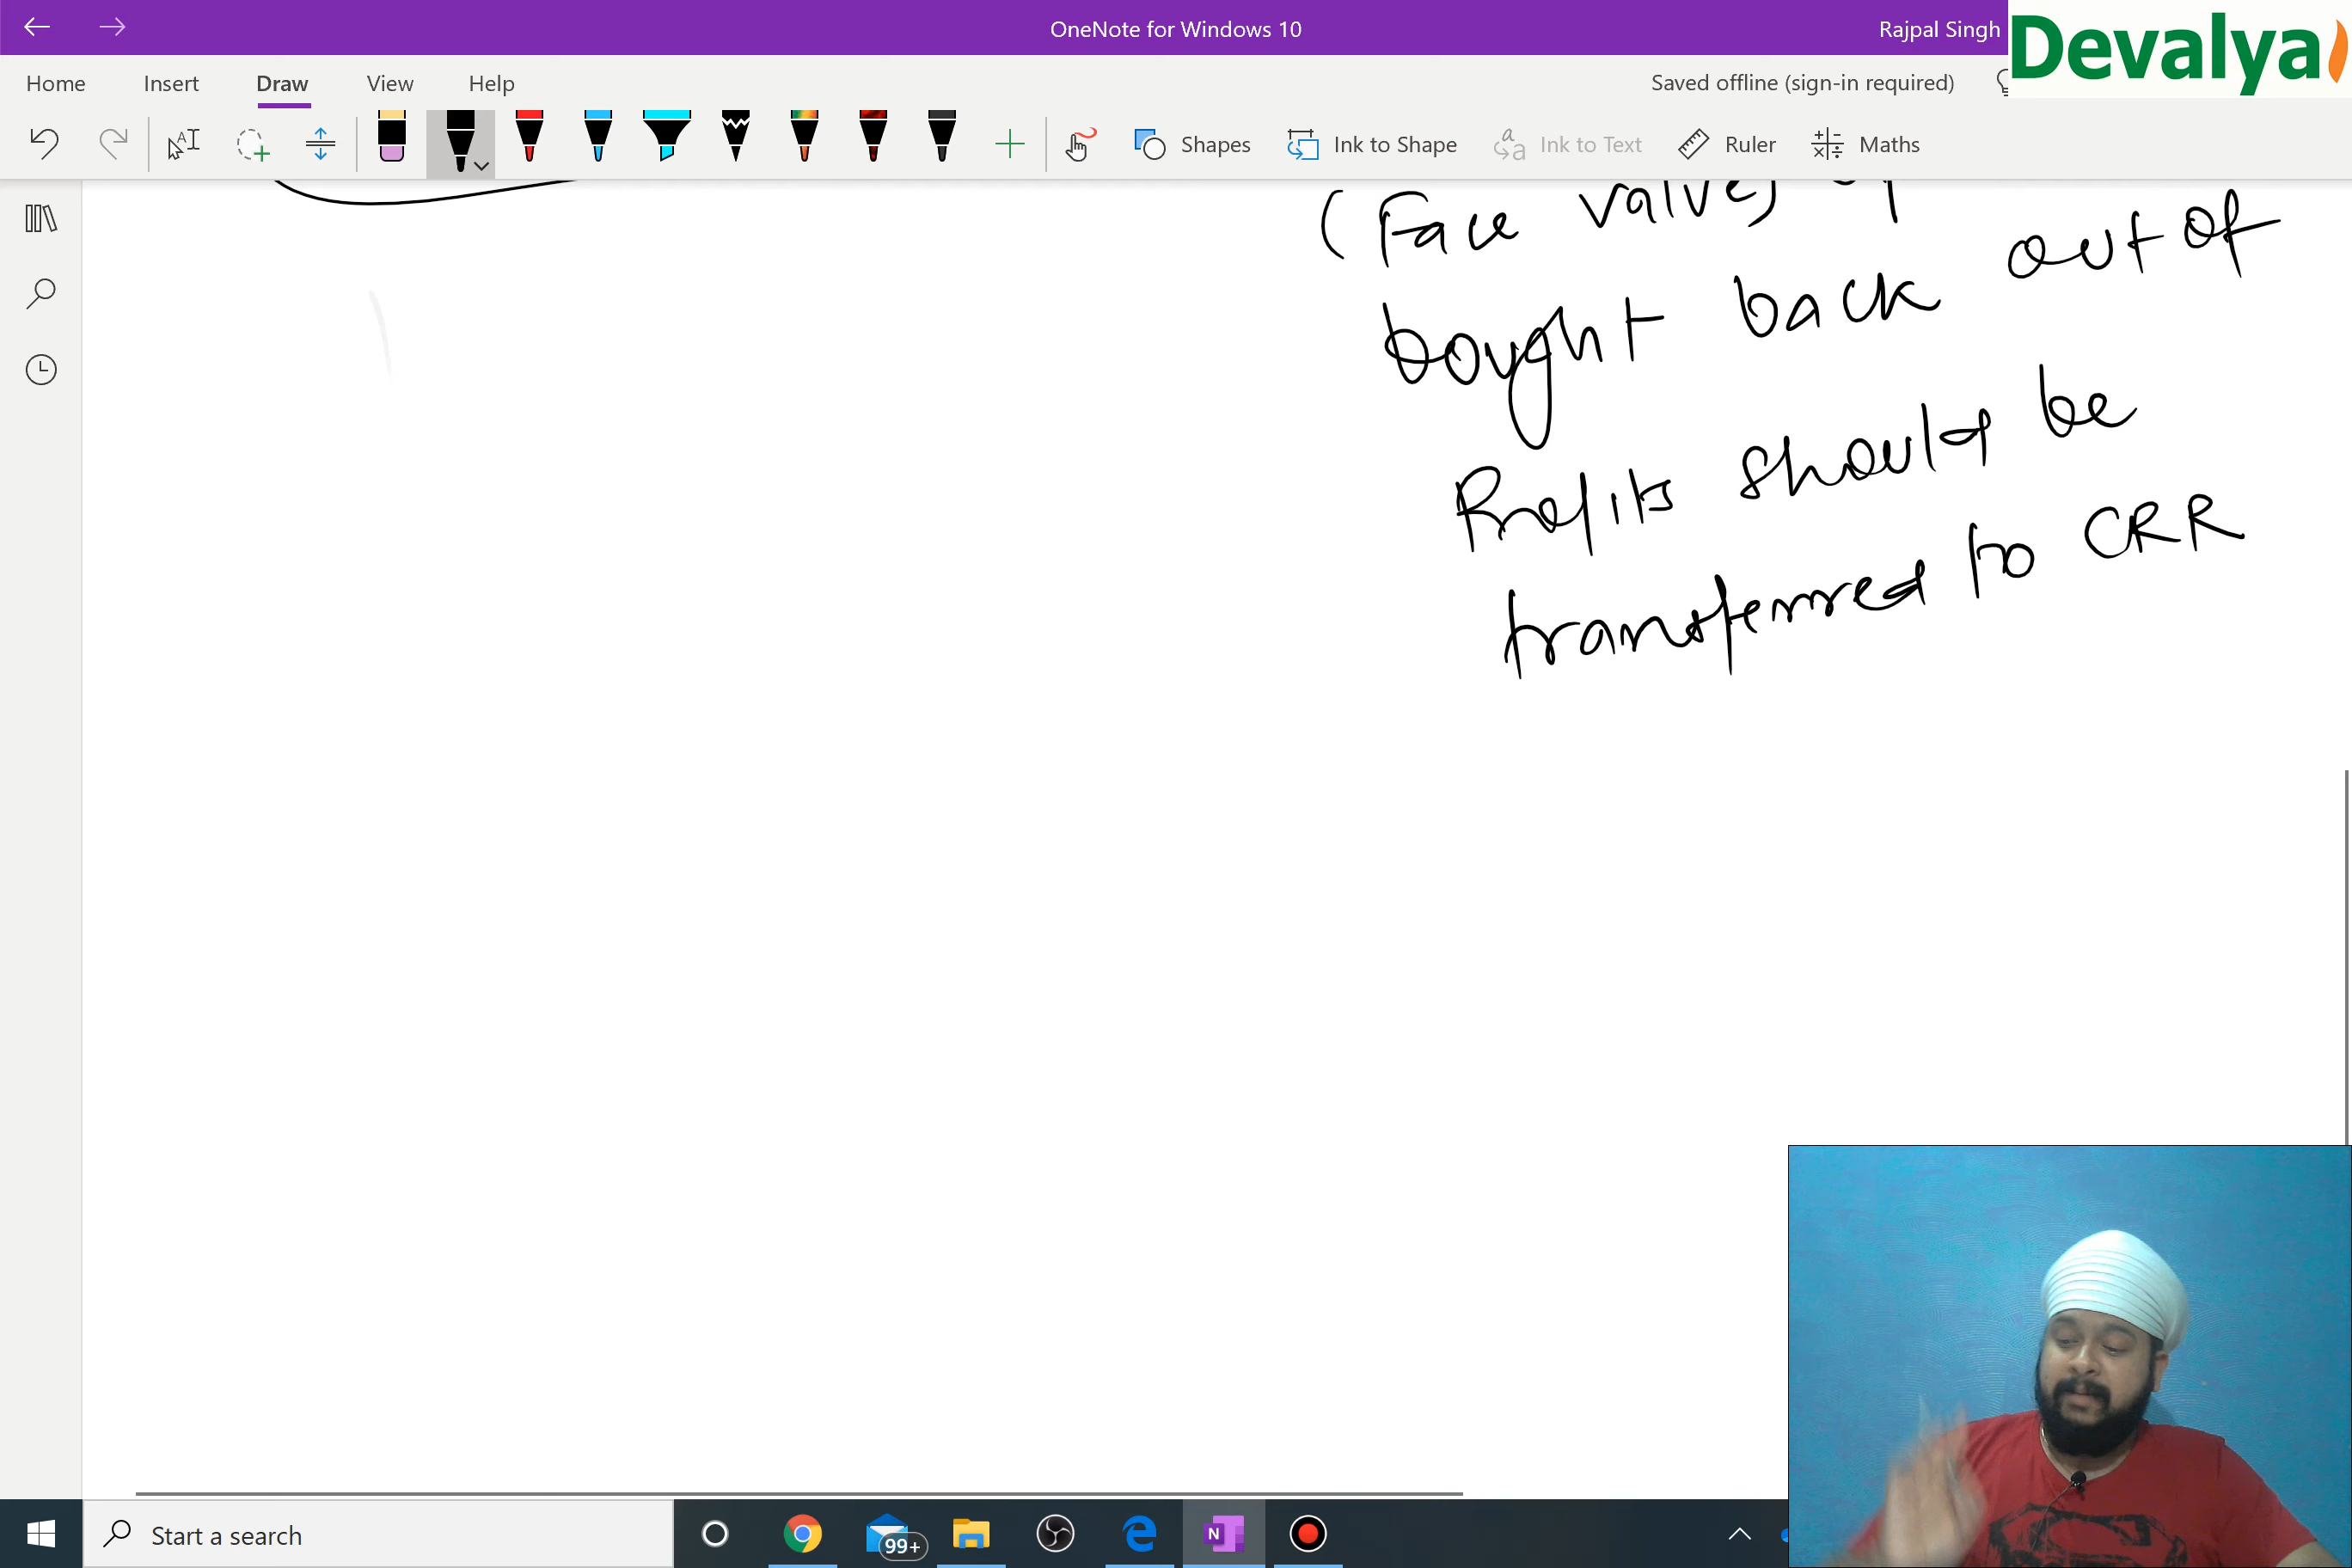 OneNote for Windows 10
Rajpal Singh
Devalya
Home Insert Draw View Help
Saved offline (sign-in required)
Shapes Ink to Shape Ink to Text Ruler Maths
(Face value
bought back out of
Profits should be
transferred to CRR
Start a search
99+